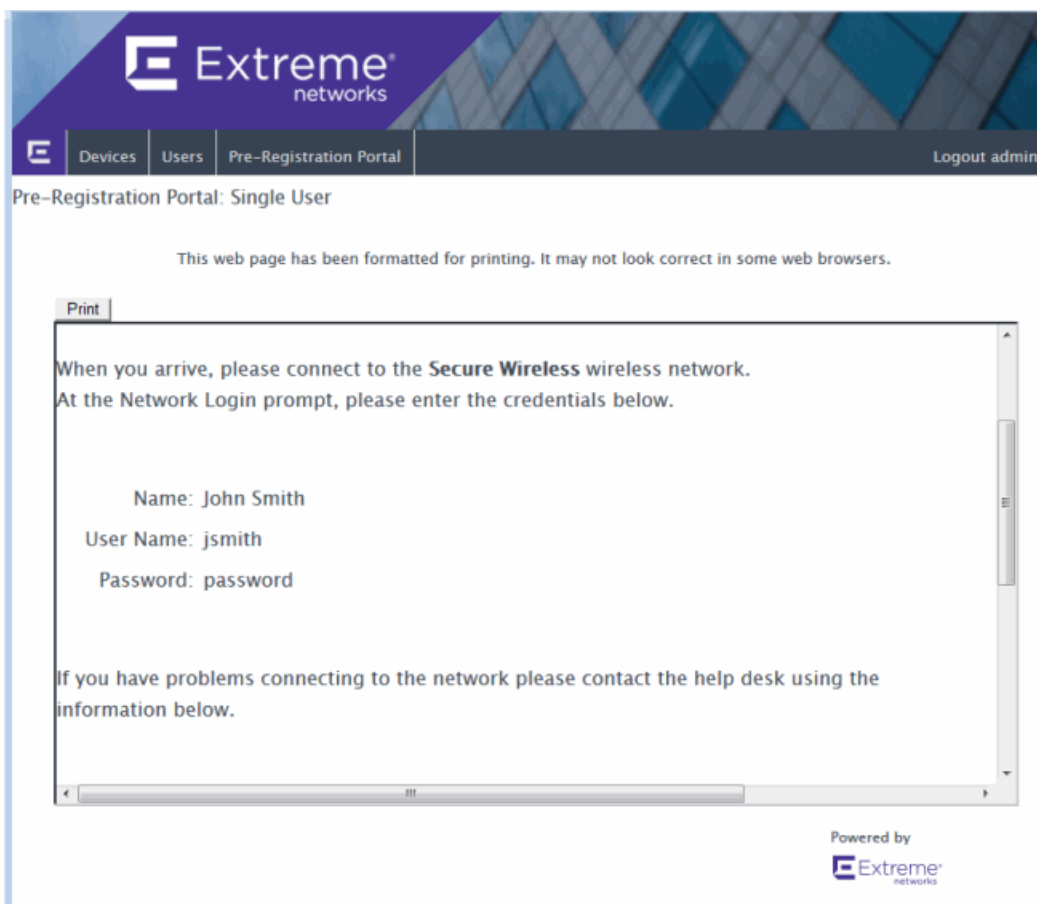 Extreme®
networks
E Devices Users Pre-Registration Portal Logout admin
Pre-Registration Portal: Single User
This web page has been formatted for printing. It may not look correct in some web browsers.
Print
When you arrive, please connect to the Secure Wireless wireless network.
At the Network Login prompt, please enter the credentials below.
Name: John Smith
User Name: jsmith
Password: password
If you have problems connecting to the network please contact the help desk using the
information below.
Powered by
Extreme®
networks